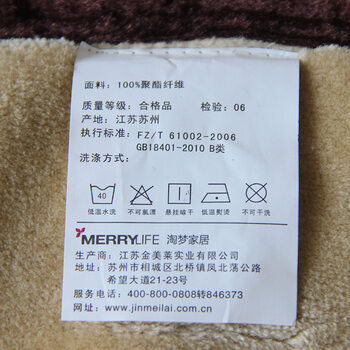 面料: 100%聚酯纤维
质量等级: 合格品 检验: 06
产地: 江苏苏州
执行标准: FZ/T 61002-2006
GB18401-2010 B类
洗涤方式:
40
低温水洗 不可氯漂 悬挂晾干 低温熨烫 不可干洗
MERRYLIFE 淘梦家居
生产商: 江苏金美莱实业有限公司
地址: 苏州市相城区北桥镇凤北荡公路
希望大道21-23号
服务电话: 400-800-0808转846373
网址: www.jinmeilai.com